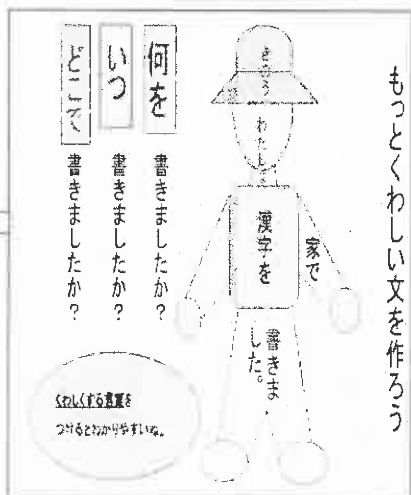 もっとくわしい文を作ろう
きのう
わたしは
家で
漢字を
書きま
した。
何を 書きましたか？
いつ 書きましたか？
どこで 書きましたか？
くわしくする言葉を
つけるとわかりやすいね。